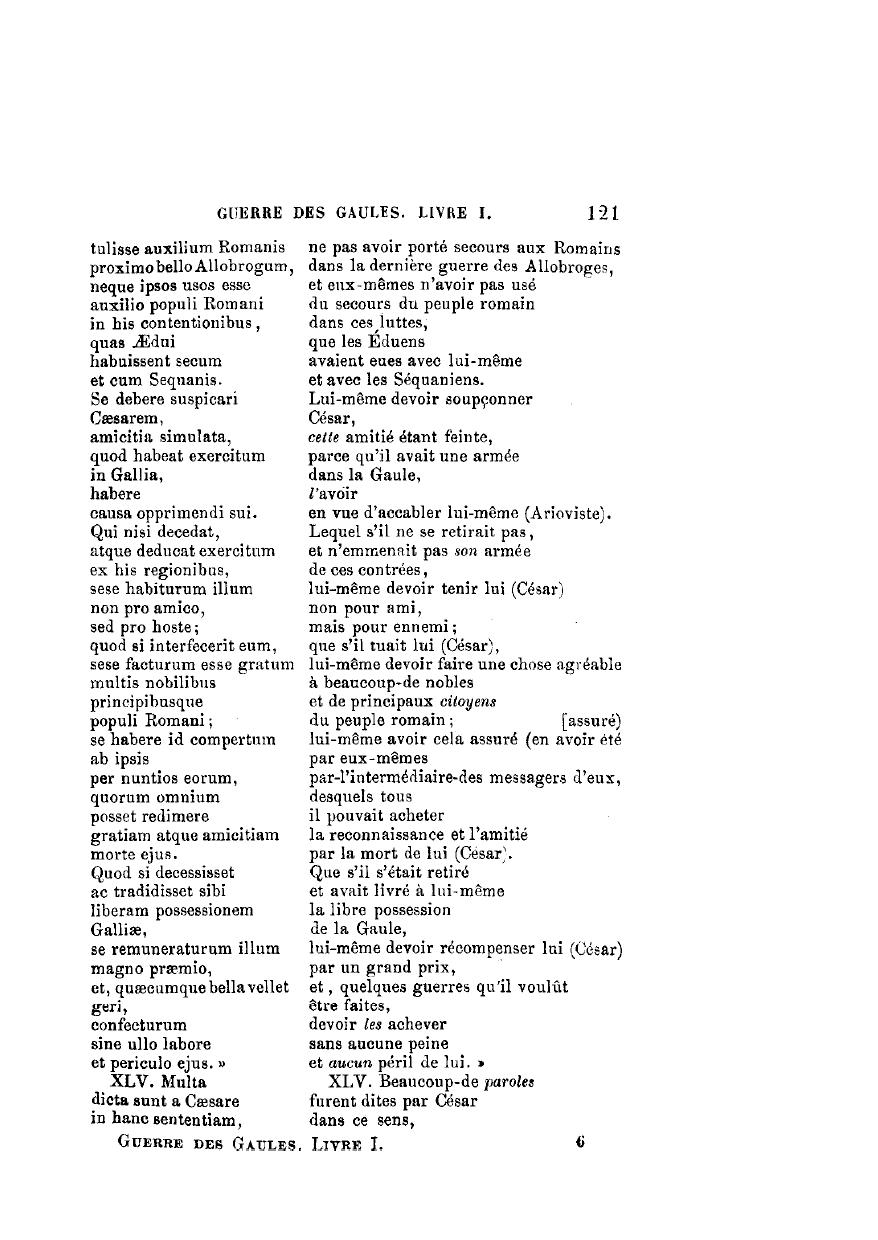 GUERRE DES GAULES. LIVRE I. 121
tulisse auxilium Romanis ne pas avoir porté secours aux Romains
proximo bello Allobrogum, dans la dernière guerre des Allobroges,
neque ipsos usos esse et eux-mêmes n'avoir pas usé
auxilio populi Romani du secours du peuple romain
in his contentionibus, dans ces luttes,
quas Ædui que les Éduens
habuissent secum avaient eues avec lui-même
et cum Sequanis. et avec les Séquaniens.
Se debere suspicari Lui-même devoir soupçonner
Cæsarem, César,
amicitia simulata, cette amitié étant feinte,
quod habeat exercitum parce qu'il avait une armée
in Gallia, dans la Gaule,
habere l'avoir
causa opprimendi sui. en vue d'accabler lui-même (Arioviste).
Qui nisi decedat, Lequel s'il ne se retirait pas,
atque deducat exercitum et n'emmenait pas son armée
ex his regionibus, de ces contrées,
sese habiturum illum lui-même devoir tenir lui (César)
non pro amico, non pour ami,
sed pro hoste; mais pour ennemi;
quod si interfecerit eum, que s'il tuait lui (César),
sese facturum esse gratum lui-même devoir faire une chose agréable
multis nobilibus à beaucoup-de nobles
principibusque et de principaux citoyens
populi Romani; du peuple romain; [assuré)
se habere id compertum lui-même avoir cela assuré (en avoir été
ab ipsis par eux-mêmes
per nuntios eorum, par-l'intermédiaire-des messagers d'eux,
quorum omnium desquels tous
posset redimere il pouvait acheter
gratiam atque amicitiam la reconnaissance et l'amitié
morte ejus. par la mort de lui (César).
Quod si decessisset Que s'il s'était retiré
ac tradidisset sibi et avait livré à lui-même
liberam possessionem la libre possession
Galliæ, de la Gaule,
se remuneraturum illum lui-même devoir récompenser lui (César)
magno præmio, par un grand prix,
et, quæcumque bella vellet et, quelques guerres qu'il voulût
geri, être faites,
confecturum devoir les achever
sine ullo labore sans aucune peine
et periculo ejus. » et aucun péril de lui. »
XLV. Multa XLV. Beaucoup-de paroles
dicta sunt a Cæsare furent dites par César
in hanc sententiam, dans ce sens,
GUERRE DES GAULES. LIVRE I. 6